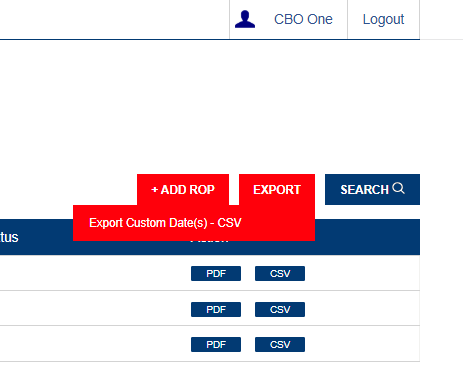 CBO One Logout
+ ADD ROP EXPORT SEARCH
Export Custom Date(s) - CSV
tus
PDF CSV
PDF CSV
PDF CSV